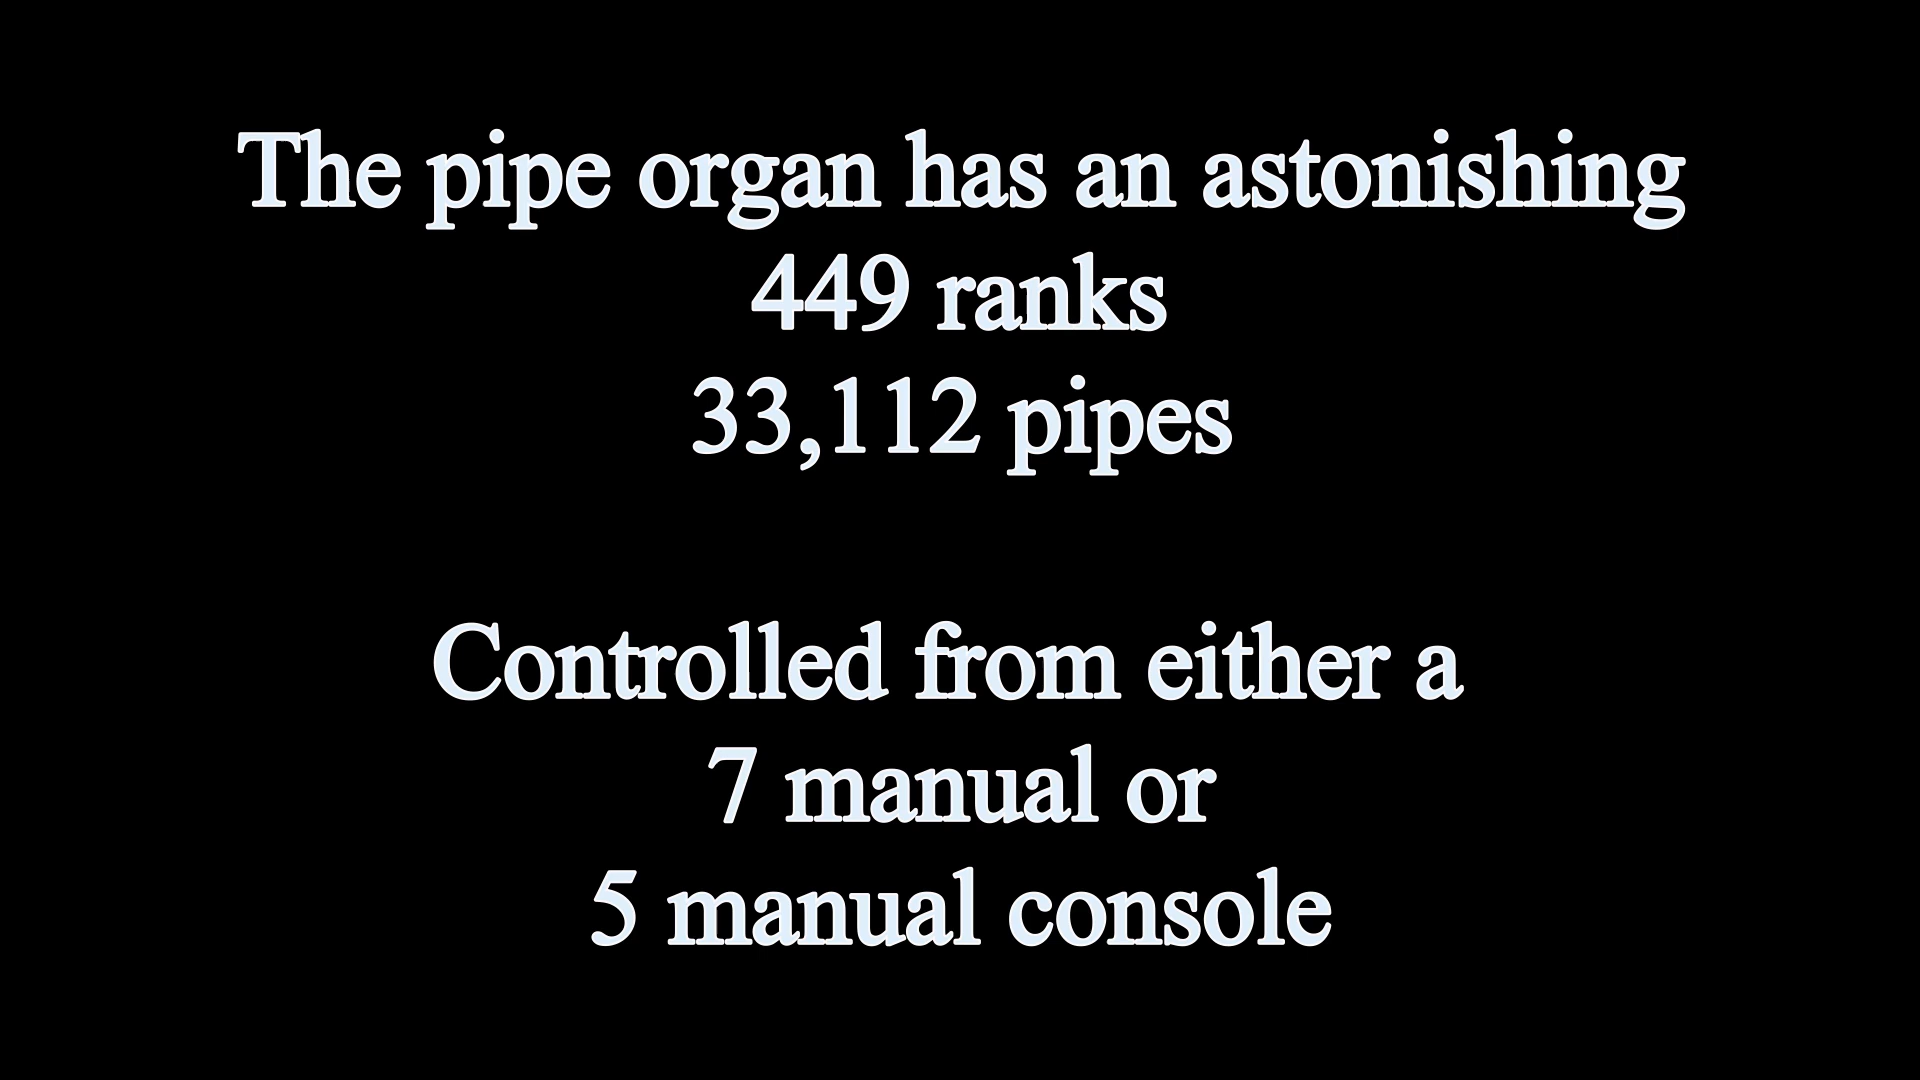 The pipe organ has an astonishing
449 ranks
33,112 pipes
Controlled from either a
7 manual or
5 manual console